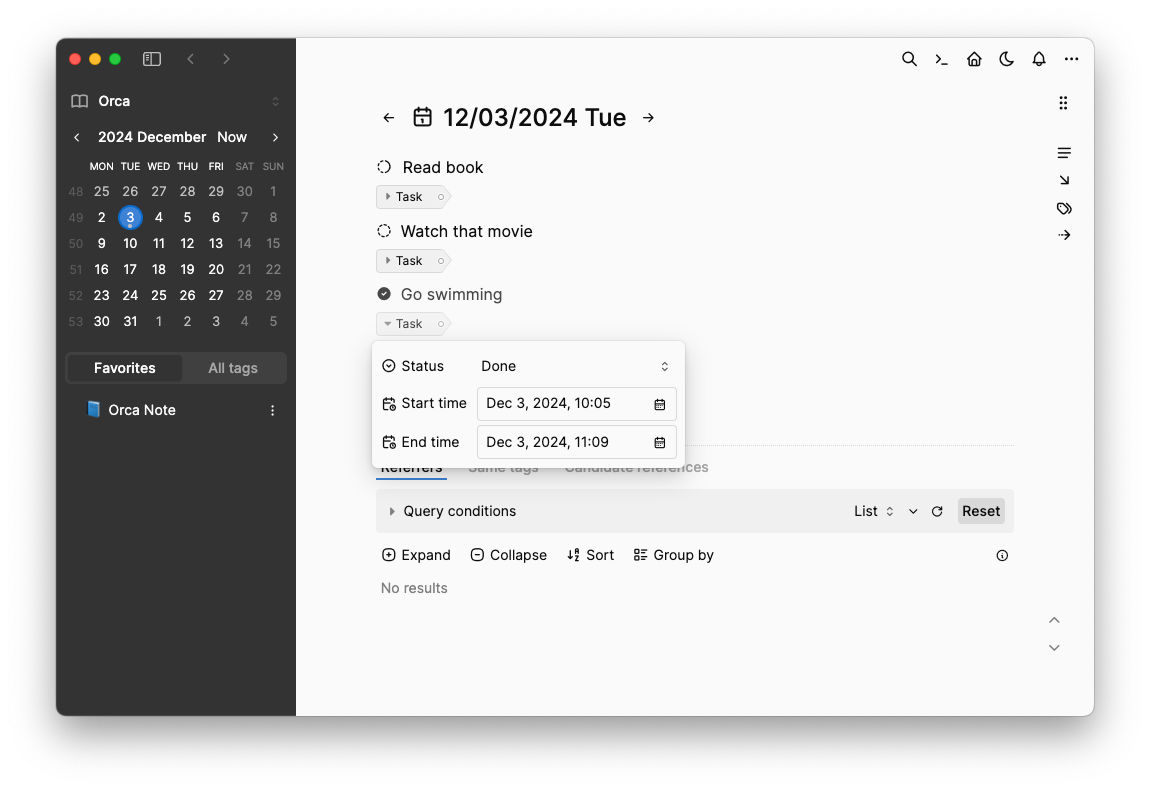 Orca
2024 December Now
MON TUE WED THU FRI SAT SUN
48 25 26 27 28 29 30 1
49 2 3 4 5 6 7 8
50 9 10 11 12 13 14 15
51 16 17 18 19 20 21 22
52 23 24 25 26 27 28 29
53 30 31 1 2 3 4 5
Favorites All tags
Orca Note
12/03/2024 Tue
Read book
Task
Watch that movie
Task
Go swimming
Task
Status Done
Start time Dec 3, 2024, 10:05
End time Dec 3, 2024, 11:09
Referrers Same tags Candidate references
Query conditions List Reset
Expand Collapse Sort Group by
No results